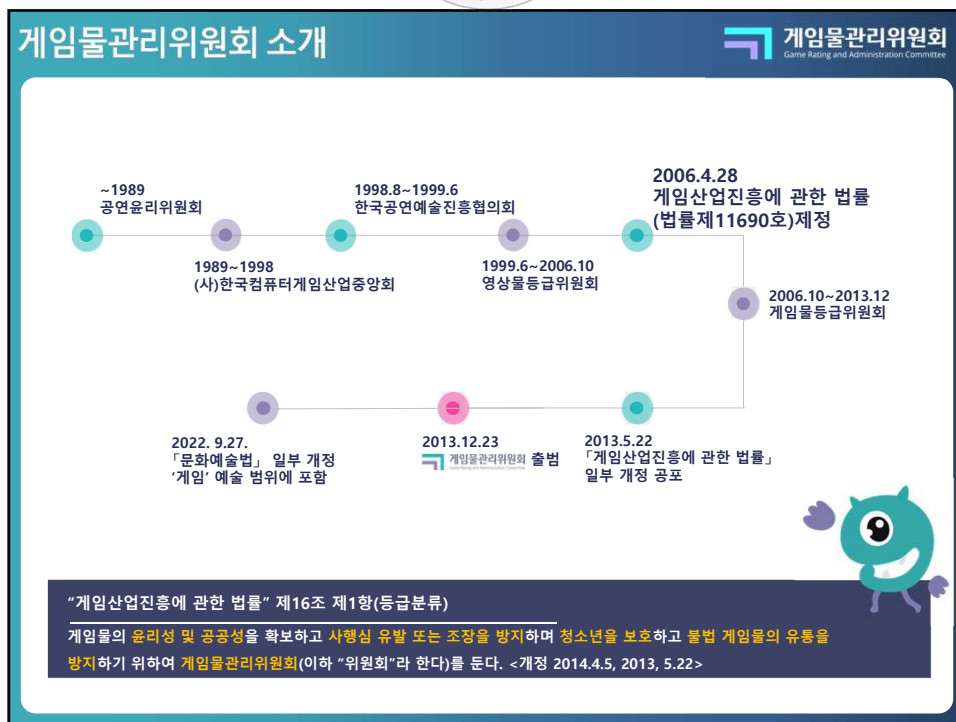 게임물관리위원회 소개
게임물관리위원회
Game Rating and Administration Committee
~1989
공연윤리위원회
1998.8~1999.6
한국공연예술진흥협의회
2006.4.28
게임산업진흥에 관한 법률
(법률제11690호)제정
1989~1998
(사)한국컴퓨터게임산업중앙회
1999.6~2006.10
영상물등급위원회
2006.10~2013.12
게임물등급위원회
2022. 9.27.
「문화예술법」 일부 개정
‘게임’ 예술 범위에 포함
2013.12.23
게임물관리위원회 출범
Game Rating and Administration Committee
2013.5.22
「게임산업진흥에 관한 법률」
일부 개정 공포
“게임산업진흥에 관한 법률” 제16조 제1항(등급분류)
게임물의 윤리성 및 공공성을 확보하고 사행심 유발 또는 조장을 방지하며 청소년을 보호하고 불법 게임물의 유통을
방지하기 위하여 게임물관리위원회(이하 “위원회”라 한다)를 둔다. <개정 2014.4.5, 2013, 5.22>